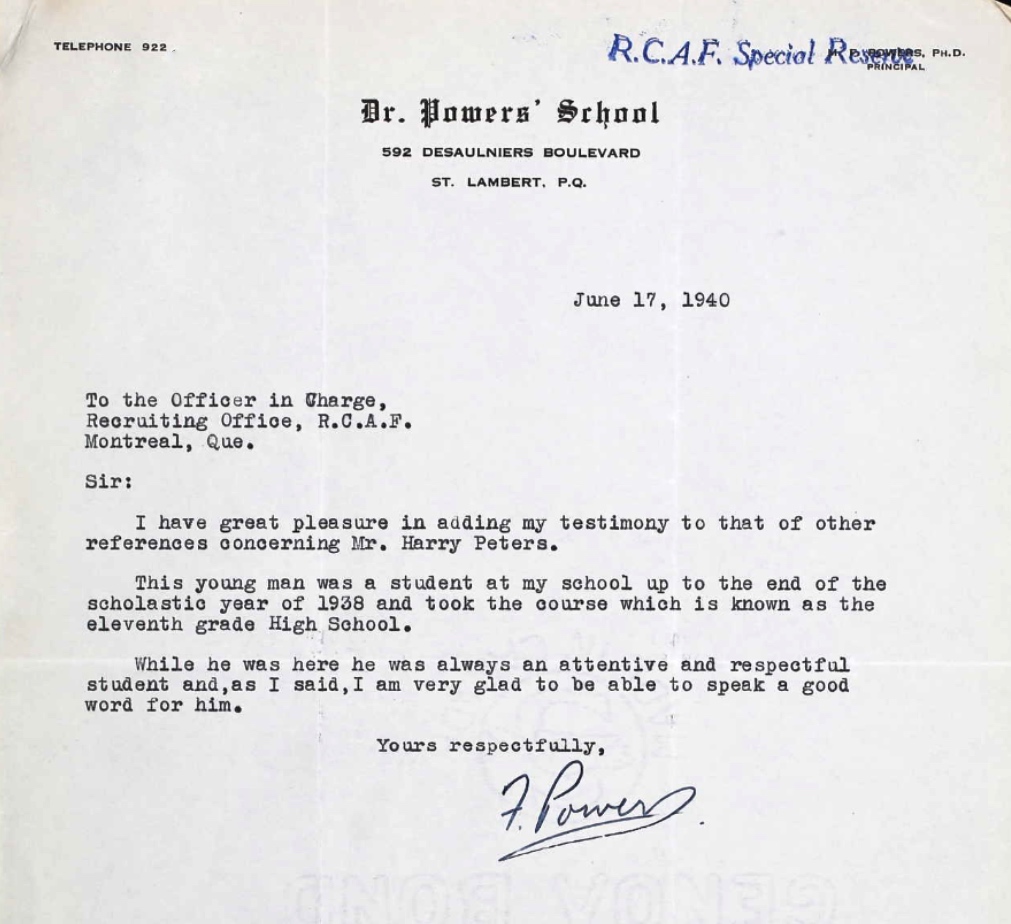 TELEPHONE 922
R.C.A.F. Special Reserve
POWERS, PH.D.
PRINCIPAL
Dr. Powers' School
592 DESAULNIERS BOULEVARD
ST. LAMBERT, P.Q.
June 17, 1940
To the Officer in Charge,
Recruiting Office, R.C.A.F.
Montreal, Que.
Sir:
I have great pleasure in adding my testimony to that of other
references concerning Mr. Harry Peters.
This young man was a student at my school up to the end of the
scholastic year of 1938 and took the course which is known as the
eleventh grade High School.
While he was here he was always an attentive and respectful
student and,as I said,I am very glad to be able to speak a good
word for him.
Yours respectfully,
F. Powers.